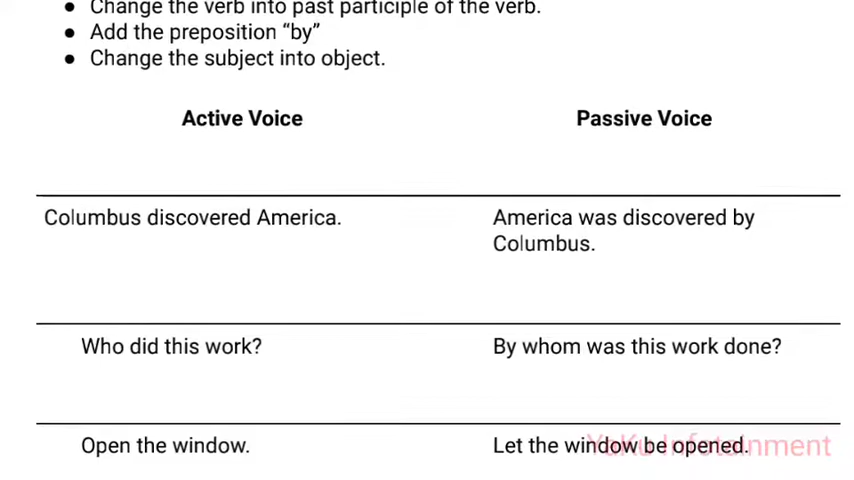 ● Change the verb into past participle of the verb.
● Add the preposition “by”
● Change the subject into object.
Active Voice Passive Voice
Columbus discovered America. America was discovered by
Columbus.
Who did this work? By whom was this work done?
Open the window. Let the window be opened.
YaKu Infotainment